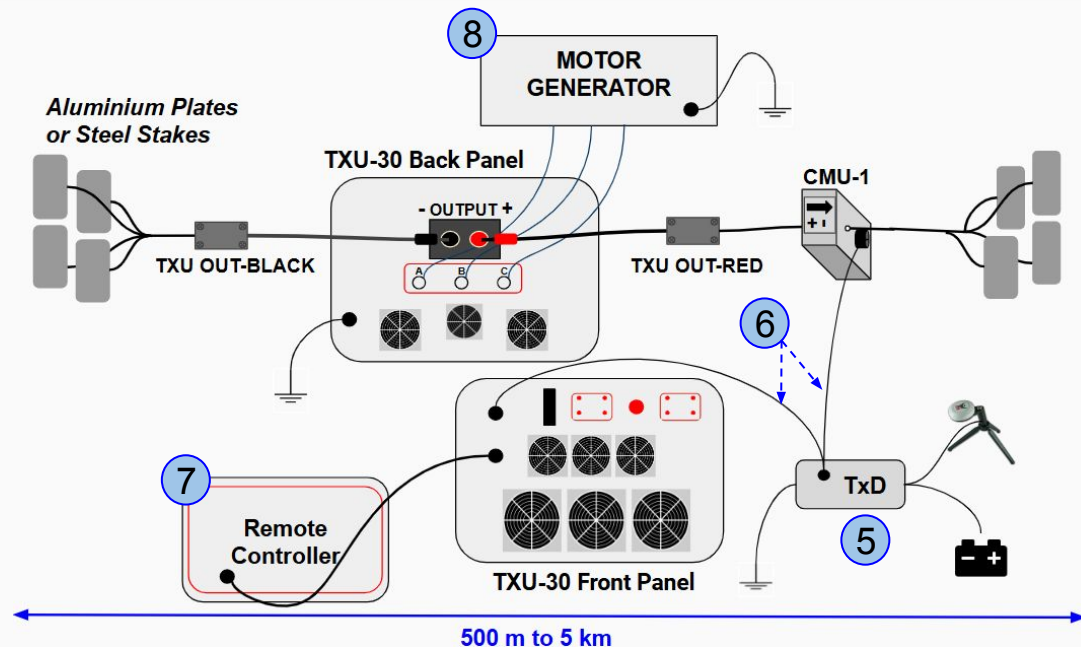 8
MOTOR
GENERATOR
Aluminium Plates
or Steel Stakes
TXU-30 Back Panel
CMU-1
- OUTPUT +
+ -
TXU OUT-BLACK
TXU OUT-RED
A B C
6
7
Remote
Controller
TxD
5
- +
TXU-30 Front Panel
500 m to 5 km